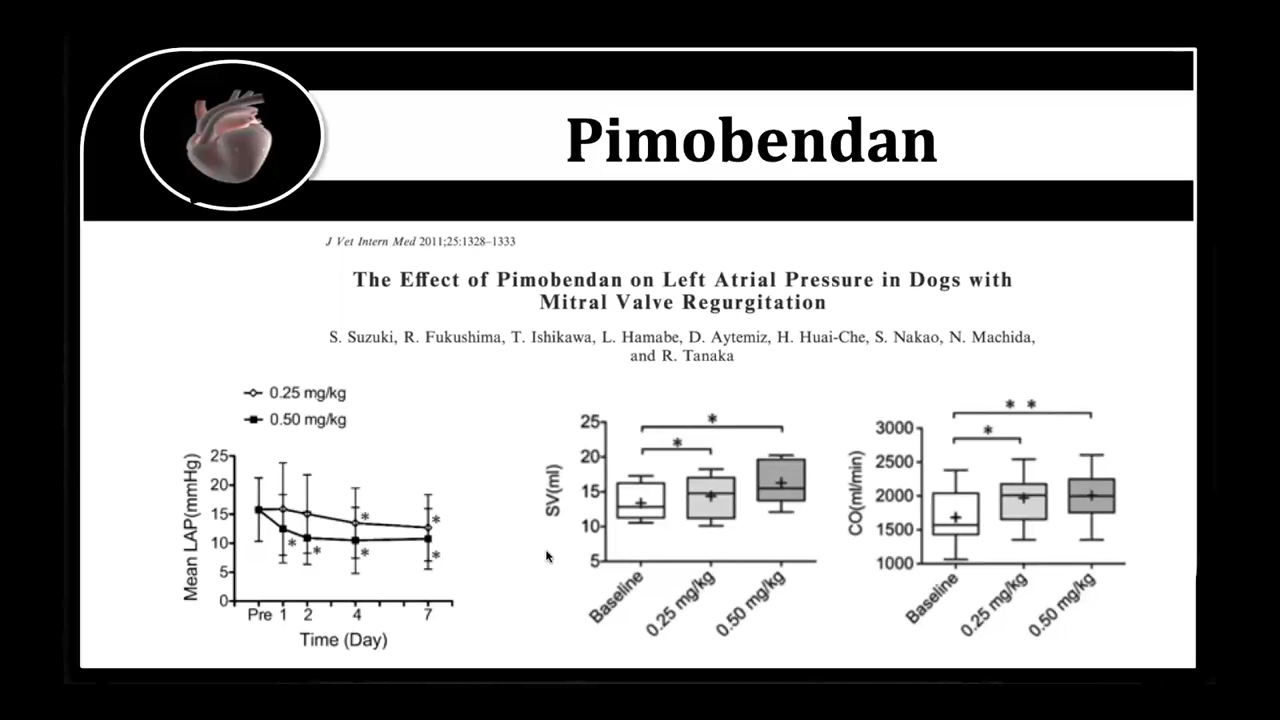 Pimobendan
J Vet Intern Med 2011;25:1328–1333
The Effect of Pimobendan on Left Atrial Pressure in Dogs with
Mitral Valve Regurgitation
S. Suzuki, R. Fukushima, T. Ishikawa, L. Hamabe, D. Aytemiz, H. Huai-Che, S. Nakao, N. Machida,
and R. Tanaka
0.25 mg/kg
0.50 mg/kg
Mean LAP(mmHg)
25
20
15
10
5
0
* * * * * *
Pre 1 2 4 7
Time (Day)
SV(ml)
25
20
15
10
5
*
*
Baseline
0.25 mg/kg
0.50 mg/kg
CO(ml/min)
3000
2500
2000
1500
1000
* *
*
Baseline
0.25 mg/kg
0.50 mg/kg